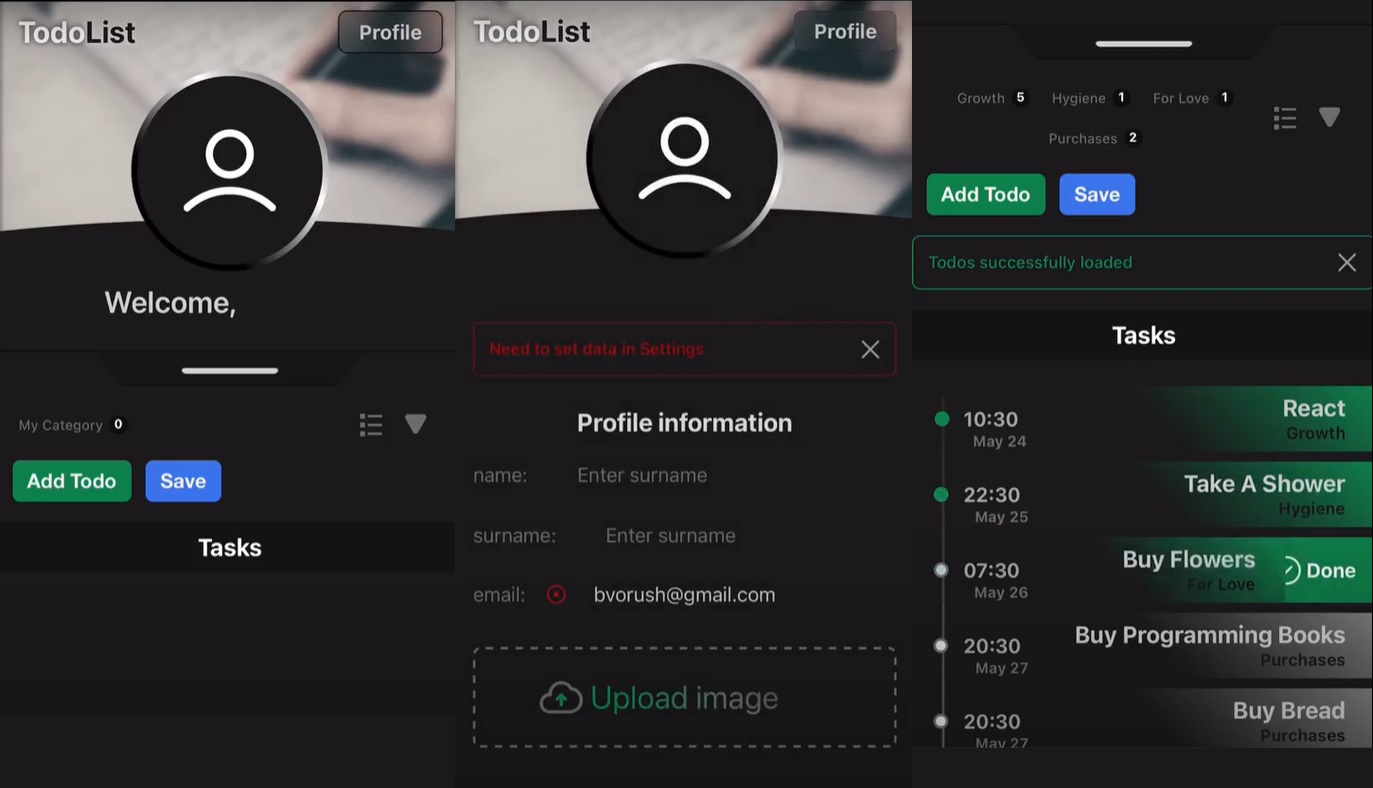 TodoList
Profile
Welcome,
My Category 0
Add Todo
Save
Tasks
TodoList
Profile
Need to set data in Settings
Profile information
name: Enter surname
surname: Enter surname
email: bvorush@gmail.com
Upload image
Growth 5 Hygiene 1 For Love 1
Purchases 2
Add Todo
Save
Todos successfully loaded
Tasks
10:30
May 24
React
Growth
22:30
May 25
Take A Shower
Hygiene
07:30
May 26
Buy Flowers
For Love
Done
20:30
May 27
Buy Programming Books
Purchases
20:30
May 27
Buy Bread
Purchases